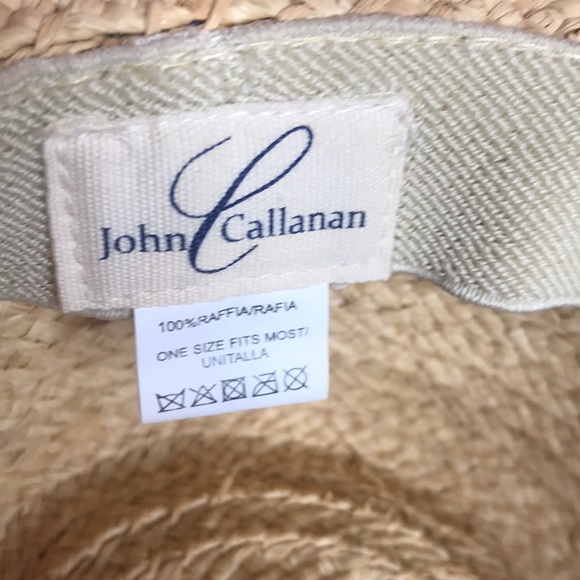 John Callanan
100%RAFFIA/RAFIA
ONE SIZE FITS MOST/
UNITALLA